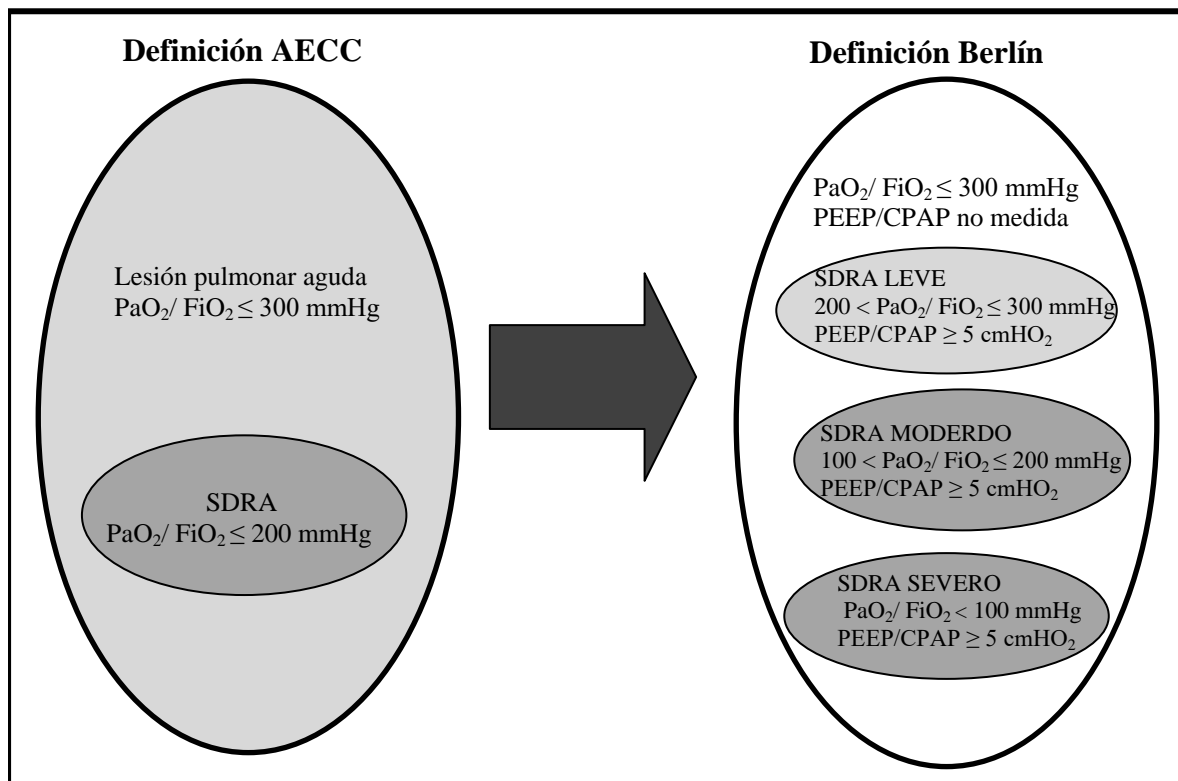 Definición AECC
Lesión pulmonar aguda
PaO₂/ FiO₂ ≤ 300 mmHg
SDRA
PaO₂/ FiO₂ ≤ 200 mmHg
Definición Berlín
PaO₂/ FiO₂ ≤ 300 mmHg
PEEP/CPAP no medida
SDRA LEVE
200 < PaO₂/ FiO₂ ≤ 300 mmHg
PEEP/CPAP ≥ 5 cmHO₂
SDRA MODERDO
100 < PaO₂/ FiO₂ ≤ 200 mmHg
PEEP/CPAP ≥ 5 cmHO₂
SDRA SEVERO
PaO₂/ FiO₂ < 100 mmHg
PEEP/CPAP ≥ 5 cmHO₂